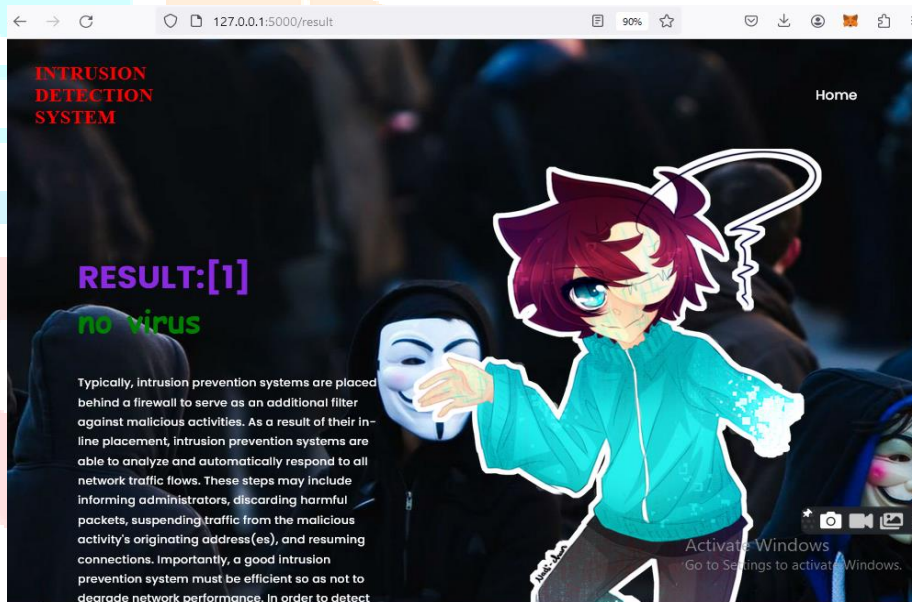 127.0.0.1:5000/result
90%
INTRUSION
DETECTION
SYSTEM
Home
RESULT:[1]
no virus
Typically, intrusion prevention systems are placed
behind a firewall to serve as an additional filter
against malicious activities. As a result of their in-
line placement, intrusion prevention systems are
able to analyze and automatically respond to all
network traffic flows. These steps may include
informing administrators, discarding harmful
packets, suspending traffic from the malicious
activity's originating address(es), and resuming
connections. Importantly, a good intrusion
prevention system must be efficient so as not to
degrade network performance. In order to detect
Activate Windows
Go to Settings to activate Windows.